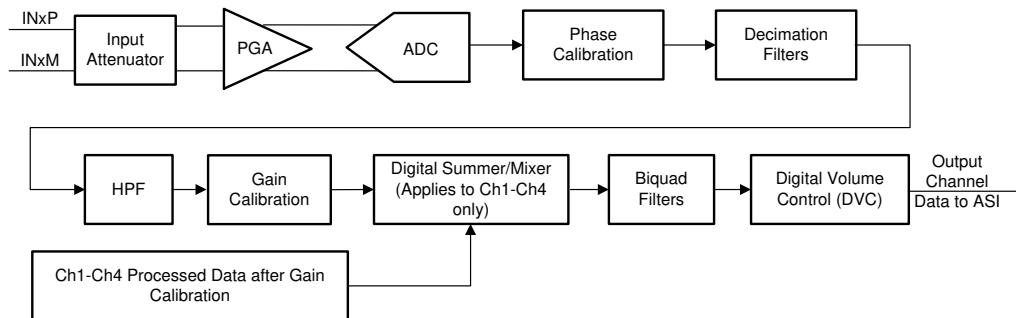 INxP
INxM
Input
Attenuator
PGA
ADC
Phase
Calibration
Decimation
Filters
HPF
Gain
Calibration
Digital Summer/Mixer
(Applies to Ch1-Ch4
only)
Biquad
Filters
Digital Volume
Control (DVC)
Output
Channel
Data to ASI
Ch1-Ch4 Processed Data after Gain
Calibration